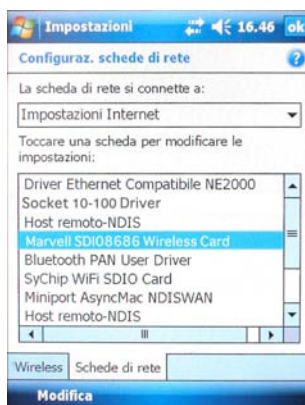 Impostazioni 16.46 ok
Configuraz. schede di rete
La scheda di rete si connette a:
Impostazioni Internet
Toccare una scheda per modificare le
impostazioni:
Driver Ethernet Compatibile NE2000
Socket 10-100 Driver
Host remoto-NDIS
Marvell SDIO8686 Wireless Card
Bluetooth PAN User Driver
SyChip WiFi SDIO Card
Miniport AsyncMac NDISWAN
Host remoto-NDIS
Wireless Schede di rete
Modifica